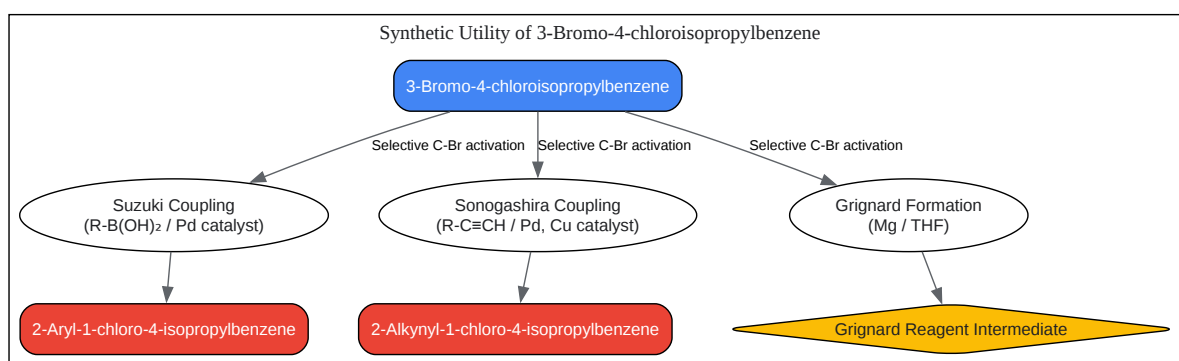 Synthetic Utility of 3-Bromo-4-chloroisopropylbenzene
3-Bromo-4-chloroisopropylbenzene
Selective C-Br activation
Selective C-Br activation
Selective C-Br activation
Suzuki Coupling
(R-B(OH)₂ / Pd catalyst)
Sonogashira Coupling
(R-C≡CH / Pd, Cu catalyst)
Grignard Formation
(Mg / THF)
2-Aryl-1-chloro-4-isopropylbenzene
2-Alkynyl-1-chloro-4-isopropylbenzene
Grignard Reagent Intermediate